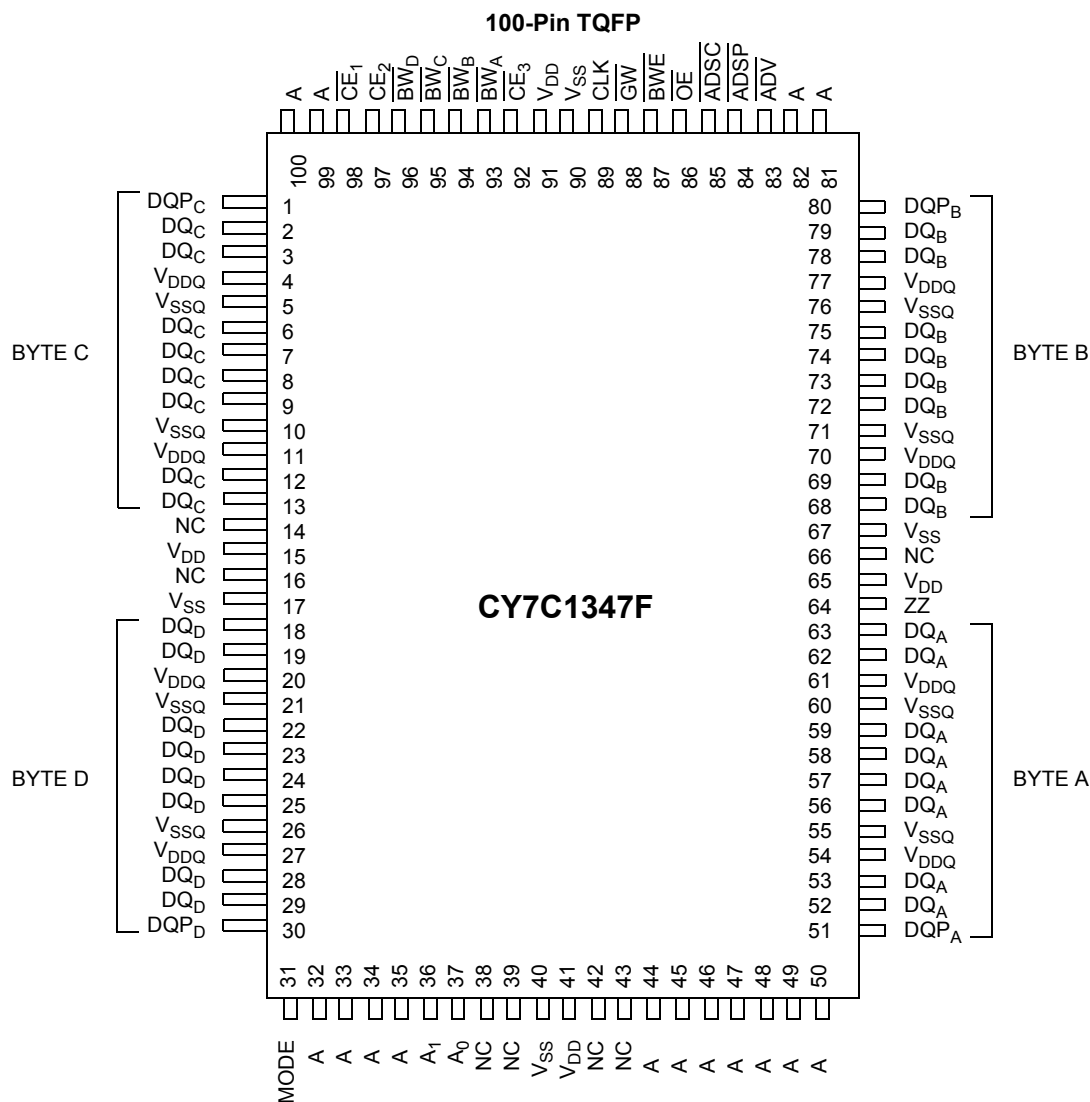 100-Pin TQFP
A
A
CE1
CE2
BWD
BWC
BWB
BWA
CE3
VDD
VSS
CLK
GW
BWE
OE
ADSC
ADSP
ADV
A
A
100
99
98
97
96
95
94
93
92
91
90
89
88
87
86
85
84
83
82
81
BYTE C
DQPC 1
DQC 2
DQC 3
VDDQ 4
VSSQ 5
DQC 6
DQC 7
DQC 8
DQC 9
VSSQ 10
VDDQ 11
DQC 12
DQC 13
NC 14
VDD 15
NC 16
VSS 17
BYTE D
DQD 18
DQD 19
VDDQ 20
VSSQ 21
DQD 22
DQD 23
DQD 24
DQD 25
VSSQ 26
VDDQ 27
DQD 28
DQD 29
DQPD 30
CY7C1347F
80 DQPB
79 DQB
78 DQB
77 VDDQ
76 VSSQ
75 DQB
74 DQB
73 DQB
72 DQB
71 VSSQ
70 VDDQ
69 DQB
68 DQB
BYTE B
67 VSS
66 NC
65 VDD
64 ZZ
63 DQA
62 DQA
61 VDDQ
60 VSSQ
59 DQA
58 DQA
57 DQA
56 DQA
55 VSSQ
54 VDDQ
53 DQA
52 DQA
51 DQPA
BYTE A
31
32
33
34
35
36
37
38
39
40
41
42
43
44
45
46
47
48
49
50
MODE
A
A
A
A
A1
A0
NC
NC
VSS
VDD
NC
NC
A
A
A
A
A
A
A